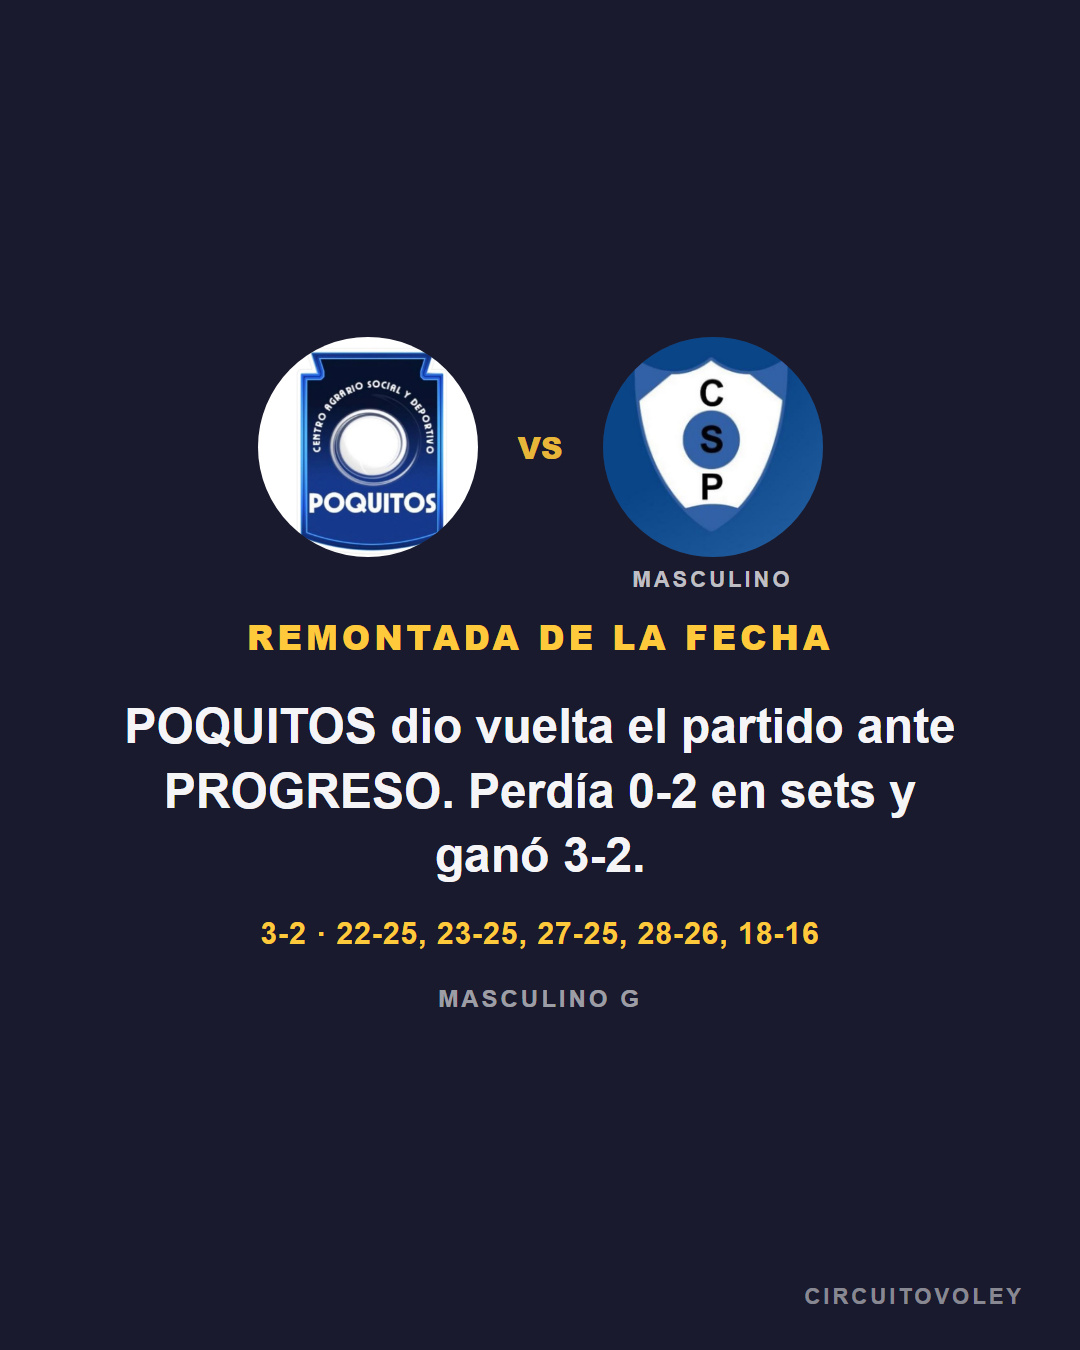 CENTRO AGRARIO SOCIAL Y DEPORTIVO
POQUITOS
VS
C
S
P
MASCULINO
REMONTADA DE LA FECHA
POQUITOS dio vuelta el partido ante
PROGRESO. Perdía 0-2 en sets y
ganó 3-2.
3-2 · 22-25, 23-25, 27-25, 28-26, 18-16
MASCULINO G
CIRCUITOVOLEY